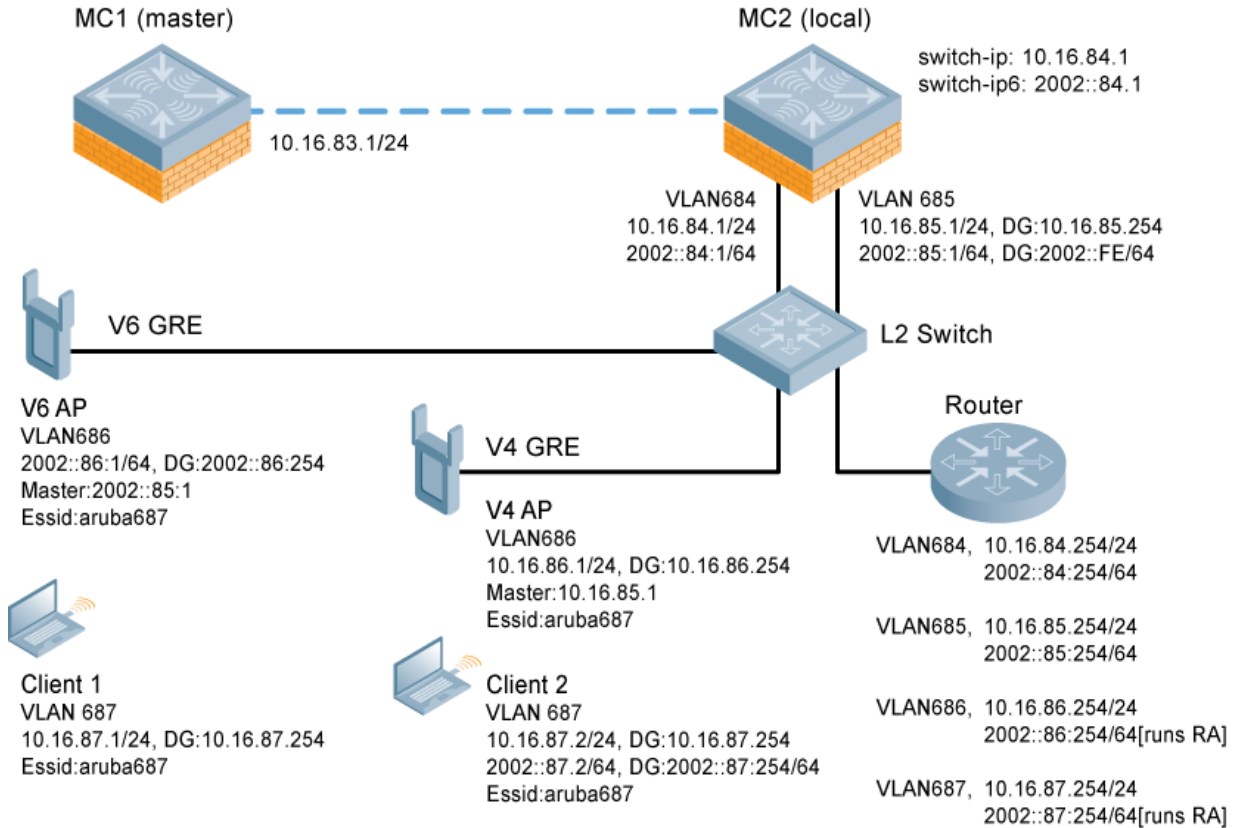 MC1 (master)
MC2 (local)
switch-ip: 10.16.84.1
switch-ip6: 2002::84.1
10.16.83.1/24
VLAN684
10.16.84.1/24
2002::84:1/64
VLAN 685
10.16.85.1/24, DG:10.16.85.254
2002::85:1/64, DG:2002::FE/64
V6 GRE
L2 Switch
V6 AP
VLAN686
2002::86:1/64, DG:2002::86:254
Master:2002::85:1
Essid:aruba687
V4 GRE
V4 AP
VLAN686
10.16.86.1/24, DG:10.16.86.254
Master:10.16.85.1
Essid:aruba687
Router
VLAN684, 10.16.84.254/24
2002::84:254/64
VLAN685, 10.16.85.254/24
2002::85:254/64
VLAN686, 10.16.86.254/24
2002::86:254/64[runs RA]
VLAN687, 10.16.87.254/24
2002::87:254/64[runs RA]
Client 1
VLAN 687
10.16.87.1/24, DG:10.16.87.254
Essid:aruba687
Client 2
VLAN 687
10.16.87.2/24, DG:10.16.87.254
2002::87.2/64, DG:2002::87:254/64
Essid:aruba687